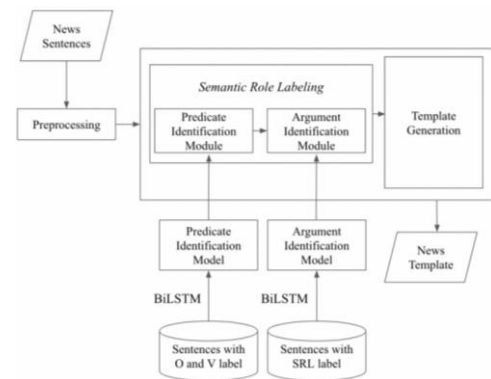 News
Sentences
Preprocessing
Semantic Role Labeling
Predicate
Identification
Module
Argument
Identification
Module
Template
Generation
Predicate
Identification
Model
Argument
Identification
Model
News
Template
BiLSTM
BiLSTM
Sentences with
O and V label
Sentences with
SRL label